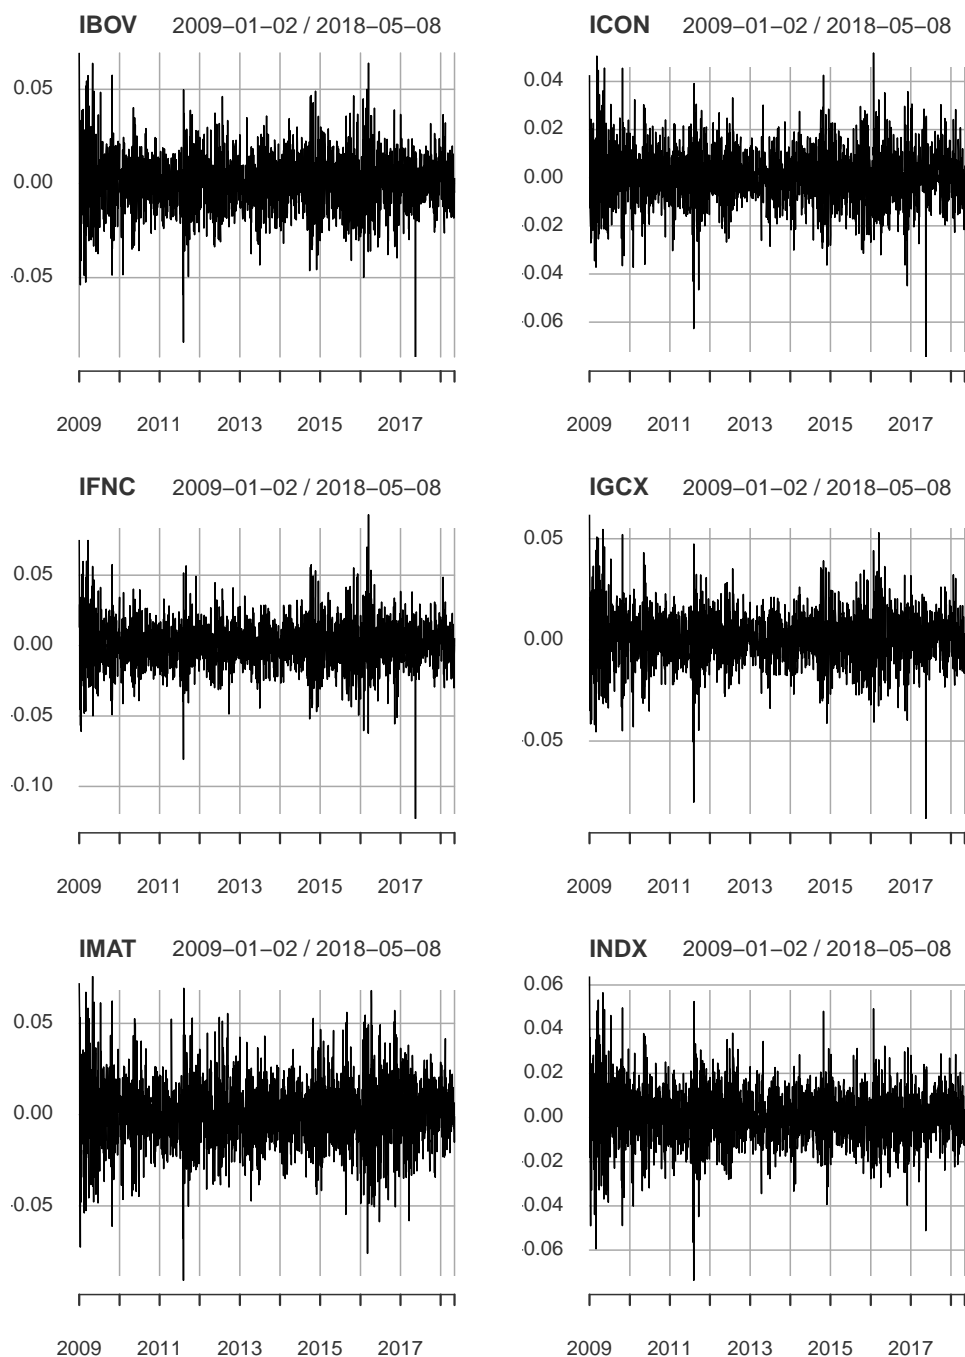 IBOV 2009−01−02 / 2018−05−08
0.05
0.00
-0.05
2009 2011 2013 2015 2017
ICON 2009−01−02 / 2018−05−08
0.04
0.02
0.00
-0.02
-0.04
-0.06
2009 2011 2013 2015 2017
IFNC 2009−01−02 / 2018−05−08
0.05
0.00
-0.05
-0.10
2009 2011 2013 2015 2017
IGCX 2009−01−02 / 2018−05−08
0.05
0.00
-0.05
2009 2011 2013 2015 2017
IMAT 2009−01−02 / 2018−05−08
0.05
0.00
-0.05
2009 2011 2013 2015 2017
INDX 2009−01−02 / 2018−05−08
0.06
0.04
0.02
0.00
-0.02
-0.04
-0.06
2009 2011 2013 2015 2017